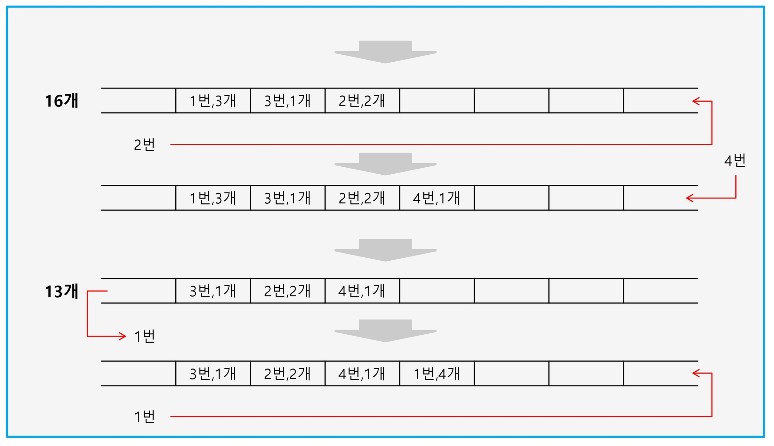 16개 1번,3개 3번,1개 2번,2개
2번
4번
1번,3개 3번,1개 2번,2개 4번,1개
13개 3번,1개 2번,2개 4번,1개
1번
3번,1개 2번,2개 4번,1개 1번,4개
1번